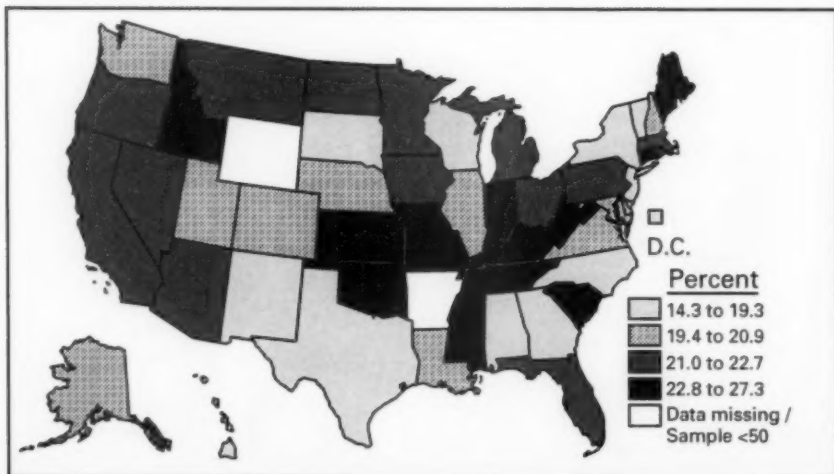 D.C.
Percent
14.3 to 19.3
19.4 to 20.9
21.0 to 22.7
22.8 to 27.3
Data missing /
Sample <50